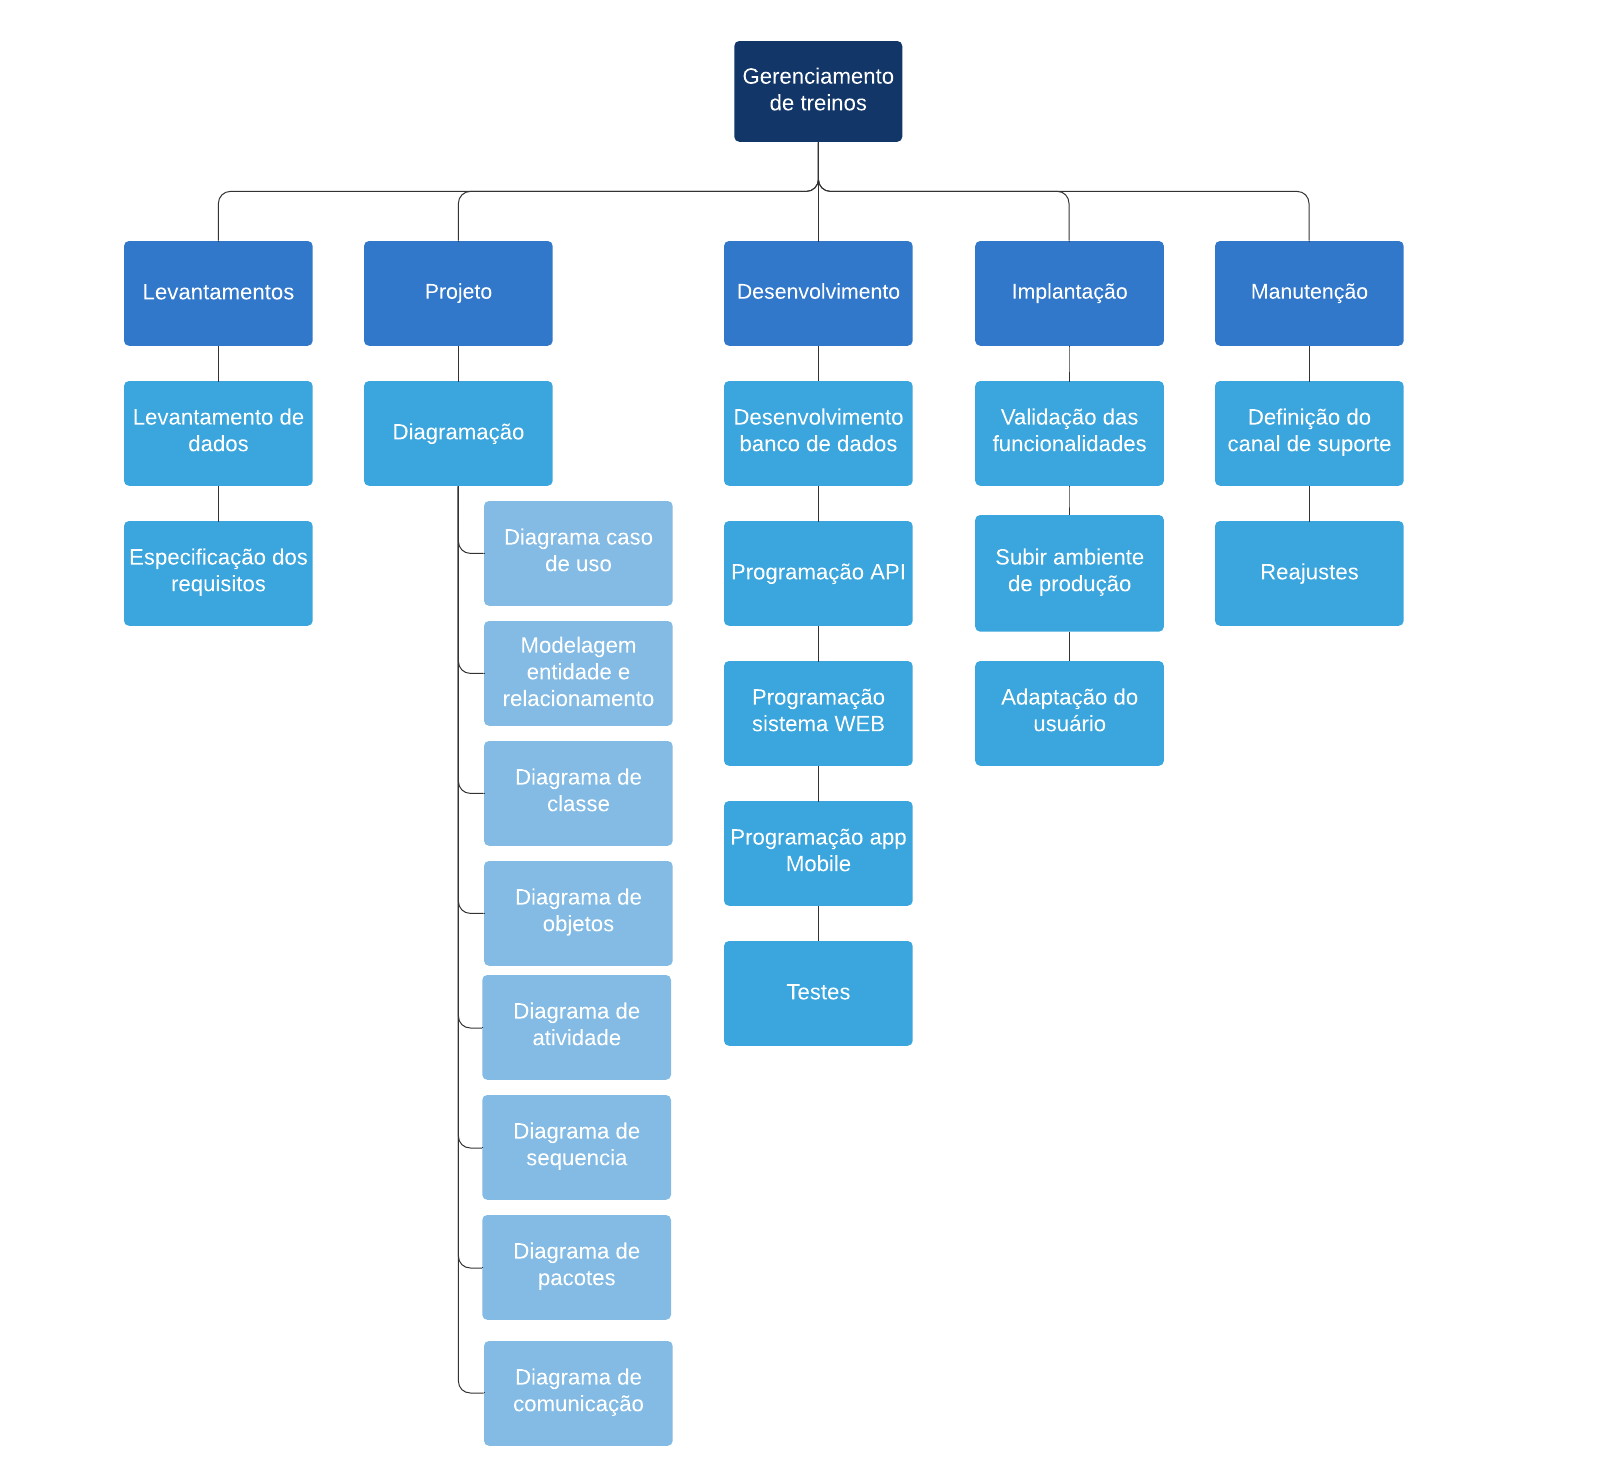 Gerenciamento
de treinos
Levantamentos
Projeto
Desenvolvimento
Implantação
Manutenção
Levantamento de
dados
Especificação dos
requisitos
Diagramação
Diagrama caso
de uso
Modelagem
entidade e
relacionamento
Diagrama de
classe
Diagrama de
objetos
Diagrama de
atividade
Diagrama de
sequencia
Diagrama de
pacotes
Diagrama de
comunicação
Desenvolvimento
banco de dados
Programação API
Programação
sistema WEB
Programação app
Mobile
Testes
Validação das
funcionalidades
Subir ambiente
de produção
Adaptação do
usuário
Definição do
canal de suporte
Reajustes